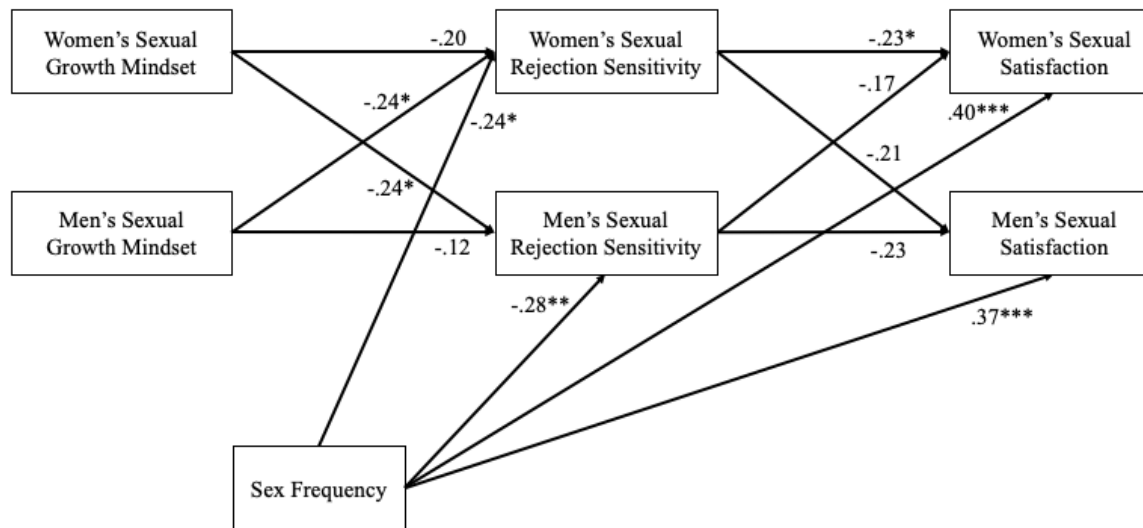 Women's Sexual
Growth Mindset
-.20
Women's Sexual
Rejection Sensitivity
-.23*
Women's Sexual
Satisfaction
-.17
.40***
-.24*
-.24*
-.21
-.24*
Men's Sexual
Growth Mindset
-.12
Men's Sexual
Rejection Sensitivity
-.23
Men's Sexual
Satisfaction
-.28**
.37***
Sex Frequency